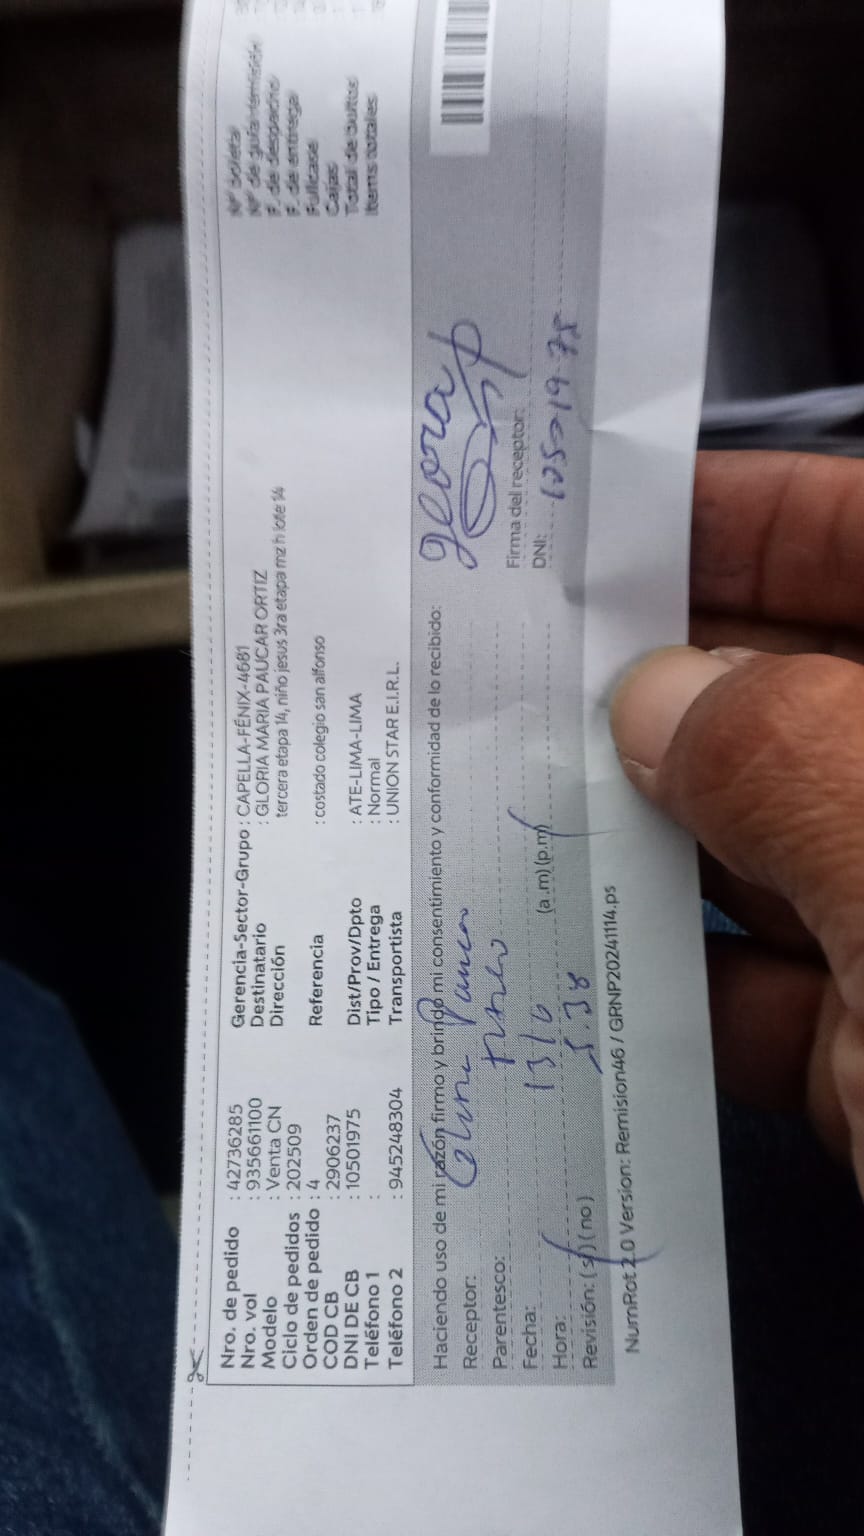 Nro. de pedido : 42736285
Nro. vol : 935661100
Modelo : Venta CN
Ciclo de pedidos : 202509
Orden de pedido : 4
COD CB : 2906237
DNI DE CB : 10501975
Teléfono 1 :
Teléfono 2 : 945248304
Gerencia-Sector-Grupo : CAPELLA-FÉNIX-4681
Destinatario : GLORIA MARIA PAUCAR ORTIZ
Dirección tercera etapa 14, niño jesus 3ra etapa mz h lote 14
Referencia : costado colegio san alfonso
Dist/Prov/Dpto : ATE-LIMA-LIMA
Tipo / Entrega : Normal
Transportista : UNION STAR E.I.R.L.
Nº boleta
Nº de guía remisión
F. de despacho
F. de entrega
Fullcase
Cajas
Total de bultos
Items totales
Haciendo uso de mi razón firmo y brindo mi consentimiento y conformidad de lo recibido:
Receptor: Paucar
Parentesco:
Fecha: 13/6
Hora: 5.38 (a.m) (p.m)
Revisión: (si) (no)
Firma del receptor:
DNI:
NumRot 2.0 Version: Remision46 / GRNP20241114.ps